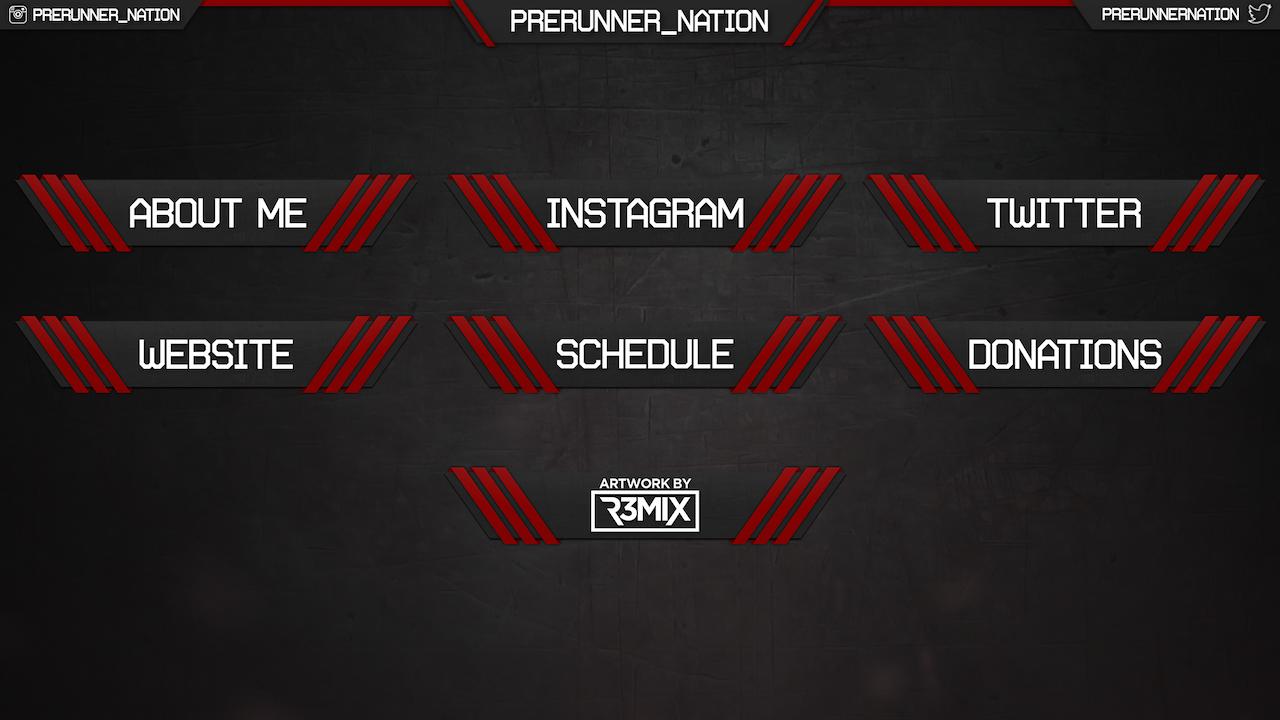 PRERUNNER_NATION
PRERUNNER_NATION
PRERUNNERNATION
ABOUT ME
INSTAGRAM
TWITTER
WEBSITE
SCHEDULE
DONATIONS
ARTWORK BY
R3MIX